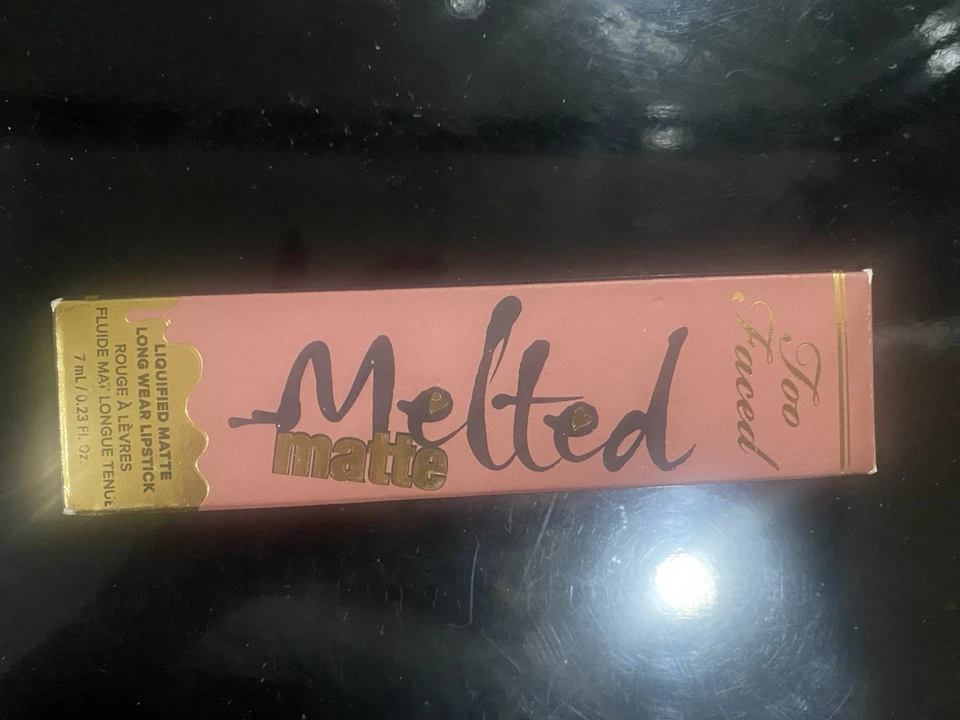 Too
Faced
Melted
matte
LIQUIFIED MATTE
LONG WEAR LIPSTICK
ROUGE À LÈVRES
FLUIDE MAT LONGUE TENUE
7 mL / 0.23 Fl. Oz.